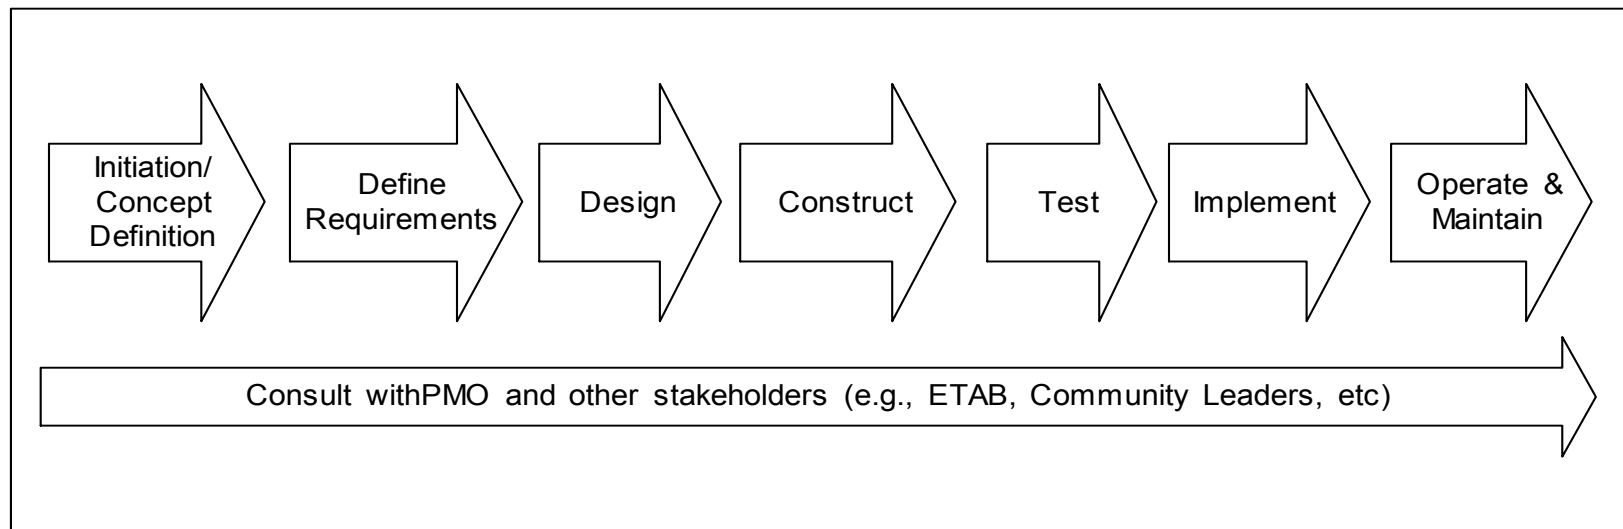 Initiation/
Concept
Definition
Define
Requirements
Design
Construct
Test
Implement
Operate &
Maintain
Consult withPMO and other stakeholders (e.g., ETAB, Community Leaders, etc)